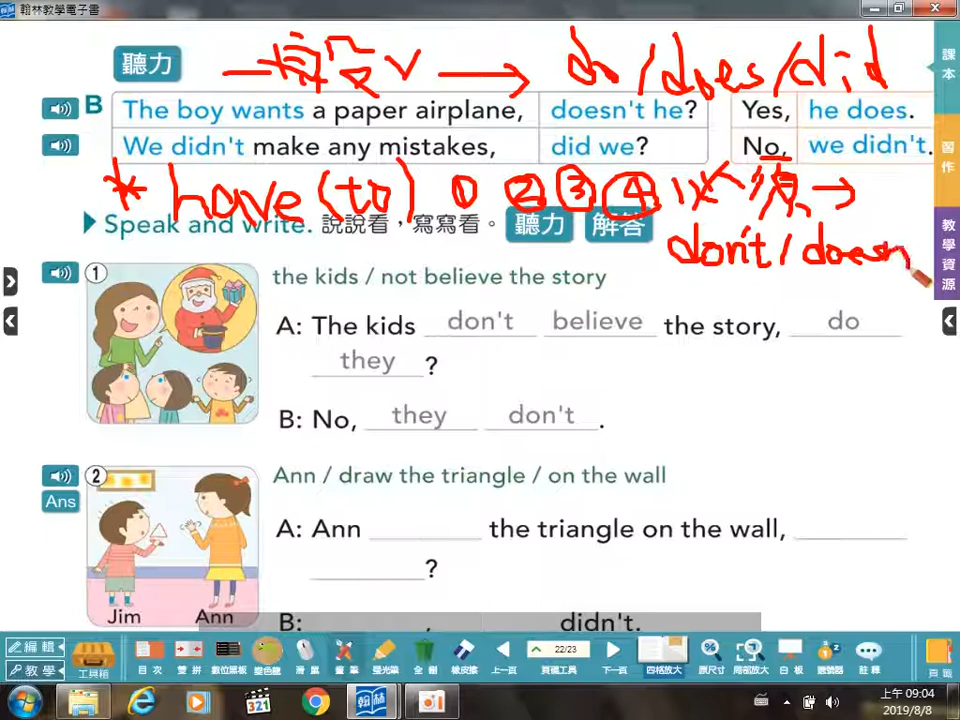 翰林教學電子書
聽力
一般V → do/does/did
課本
B The boy wants a paper airplane, doesn't he? Yes, he does.
We didn't make any mistakes, did we? No, we didn't.
習作
* have (to) ① ② ③ ④ 必須 →
Speak and write. 說說看，寫寫看。 聽力 解答
don't/doesn
教學資源
1 the kids / not believe the story
A: The kids don't believe the story, do
they ?
B: No, they don't .
2 Ann / draw the triangle / on the wall
Ans
A: Ann the triangle on the wall,
?
Jim Ann
B: , didn't.
編輯
教學
工具箱 目次 雙拼 數位黑板 變色龍 滑鼠 畫筆 螢光筆 全刪 橡皮擦 上一頁 22/23 頁碼工具 下一頁 四格放大 原尺寸 局部放大 白板 註釋 頁籤
321 翰林
上午 09:04
2019/8/8